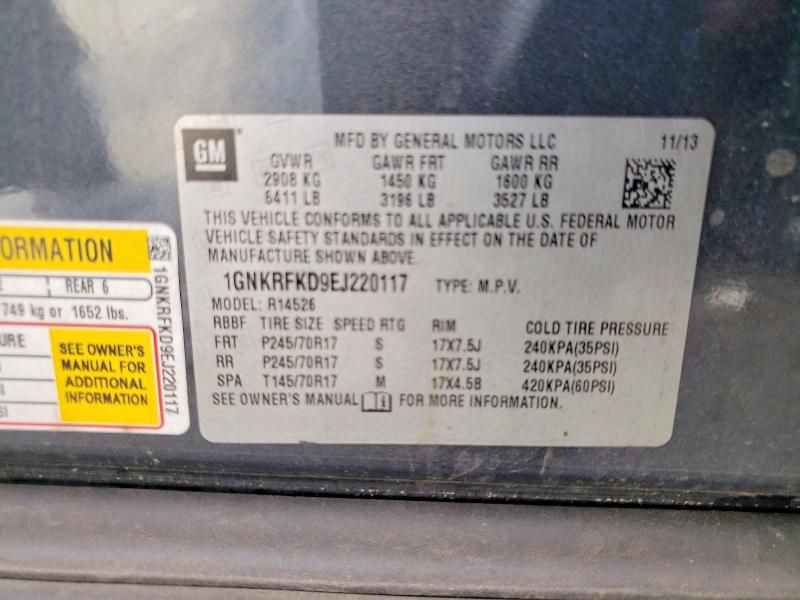 GM
MFD BY GENERAL MOTORS LLC 11/13
GVWR GAWR FRT GAWR RR
2908 KG 1450 KG 1600 KG
6411 LB 3196 LB 3527 LB
THIS VEHICLE CONFORMS TO ALL APPLICABLE U.S. FEDERAL MOTOR
VEHICLE SAFETY STANDARDS IN EFFECT ON THE DATE OF
MANUFACTURE SHOWN ABOVE.
1GNKRFKD9EJ220117 TYPE: M.P.V.
MODEL: R14526
RBBF TIRE SIZE SPEED RTG RIM COLD TIRE PRESSURE
FRT P245/70R17 S 17X7.5J 240KPA(35PSI)
RR P245/70R17 S 17X7.5J 240KPA(35PSI)
SPA T145/70R17 M 17X4.5B 420KPA(60PSI)
SEE OWNER'S MANUAL FOR MORE INFORMATION.
ORMATION
REAR 6
749 kg or 1652 lbs.
URE
SEE OWNER'S
MANUAL FOR
ADDITIONAL
INFORMATION
1GNKRFKD9EJ220117